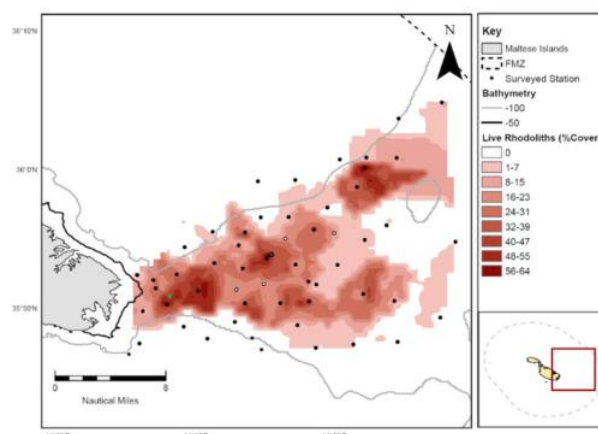 36°10'
36°0'
35°50'
N
0
8
Nautical Miles
Key
Maltese Islands
FMZ
Surveyed Station
Bathymetry
-100
-50
Live Rhodoliths (%Cover
0
1-7
8-15
16-23
24-31
32-39
40-47
48-55
56-64